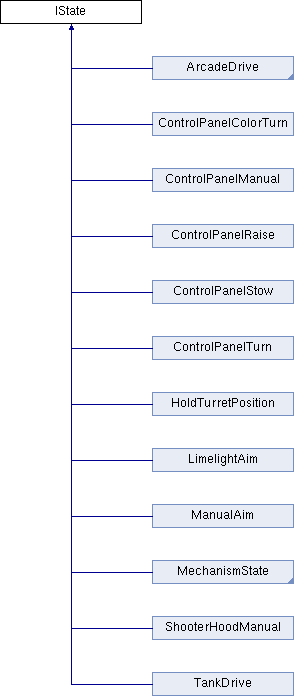 IState
ArcadeDrive
ControlPanelColorTurn
ControlPanelManual
ControlPanelRaise
ControlPanelStow
ControlPanelTurn
HoldTurretPosition
LimelightAim
ManualAim
MechanismState
ShooterHoodManual
TankDrive